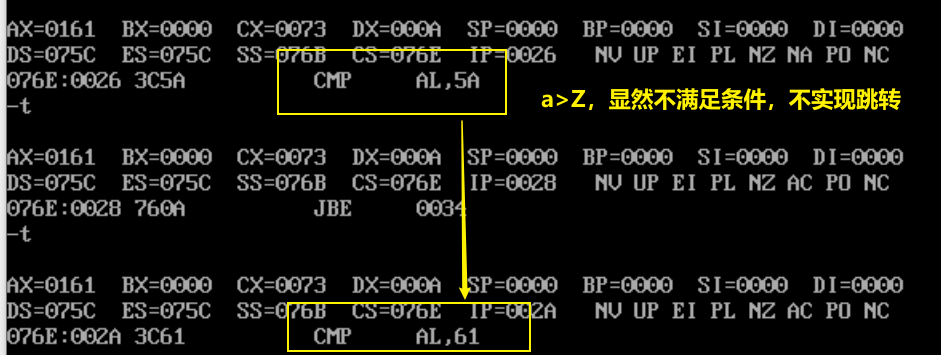 AX=0161 BX=0000 CX=0073 DX=000A SP=0000 BP=0000 SI=0000 DI=0000
DS=075C ES=075C SS=076B CS=076E IP=0026 NV UP EI PL NZ NA PO NC
076E:0026 3C5A CMP AL,5A
-t
a>Z，显然不满足条件，不实现跳转
AX=0161 BX=0000 CX=0073 DX=000A SP=0000 BP=0000 SI=0000 DI=0000
DS=075C ES=075C SS=076B CS=076E IP=0028 NV UP EI PL NZ AC PO NC
076E:0028 760A JBE 0034
-t
AX=0161 BX=0000 CX=0073 DX=000A SP=0000 BP=0000 SI=0000 DI=0000
DS=075C ES=075C SS=076B CS=076E IP=002A NV UP EI PL NZ AC PO NC
076E:002A 3C61 CMP AL,61